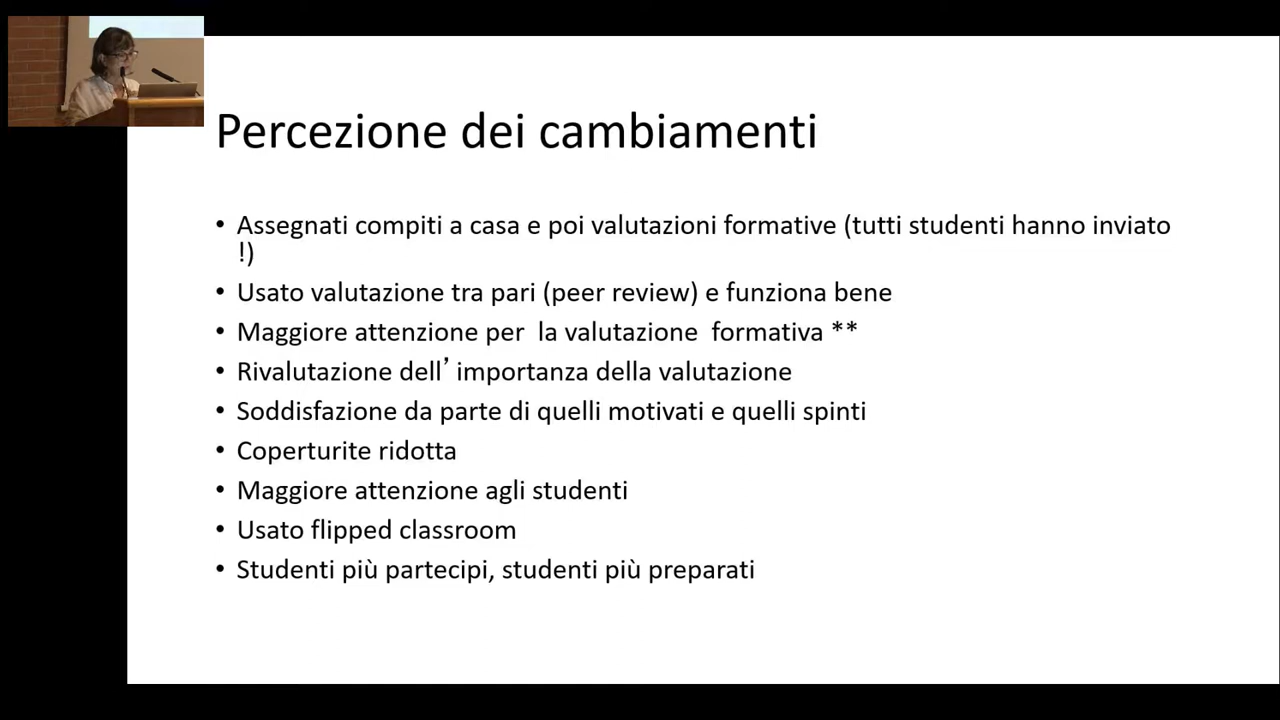 Percezione dei cambiamenti
• Assegnati compiti a casa e poi valutazioni formative (tutti studenti hanno inviato
!)
• Usato valutazione tra pari (peer review) e funziona bene
• Maggiore attenzione per  la valutazione  formativa **
• Rivalutazione dell’ importanza della valutazione
• Soddisfazione da parte di quelli motivati e quelli spinti
• Coperturite ridotta
• Maggiore attenzione agli studenti
• Usato flipped classroom
• Studenti più partecipi, studenti più preparati